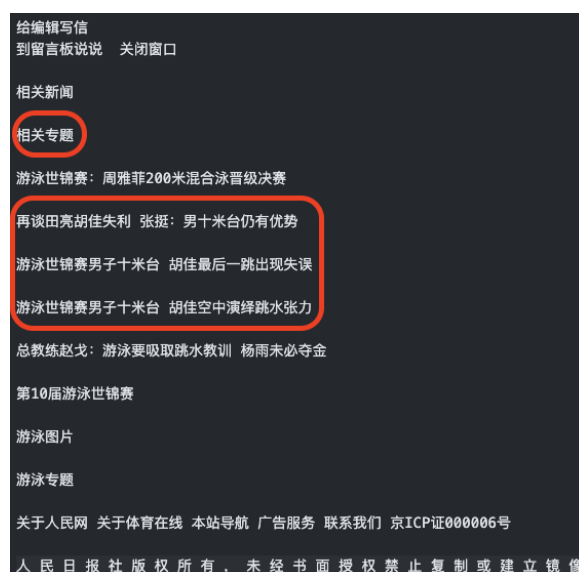 给编辑写信
到留言板说说 关闭窗口
相关新闻
相关专题
游泳世锦赛：周雅菲200米混合泳晋级决赛
再谈田亮胡佳失利 张挺：男十米台仍有优势
游泳世锦赛男子十米台 胡佳最后一跳出现失误
游泳世锦赛男子十米台 胡佳空中演绎跳水张力
总教练赵戈：游泳要吸取跳水教训 杨雨未必夺金
第10届游泳世锦赛
游泳图片
游泳专题
关于人民网 关于体育在线 本站导航 广告服务 联系我们 京ICP证000006号
人 民 日 报 社 版 权 所 有 ， 未 经 书 面 授 权 禁 止 复 制 或 建 立 镜 像